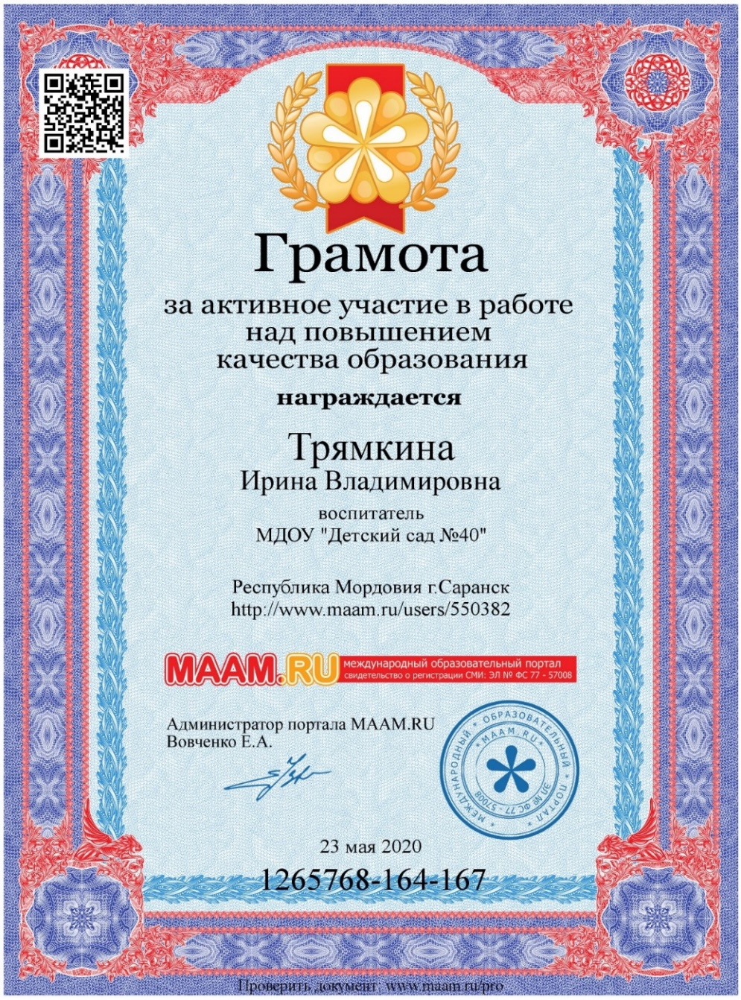 Грамота
за активное участие в работе
над повышением
качества образования
награждается
Трямкина
Ирина Владимировна
воспитатель
МДОУ "Детский сад №40"
Республика Мордовия г.Саранск
http://www.maam.ru/users/550382
MAAM.RU
международный образовательный портал
свидетельство о регистрации СМИ: ЭЛ № ФС 77 - 57008
Администратор портала MAAM.RU
Вовченко Е.А.
* МЕЖДУНАРОДНЫЙ * ОБРАЗОВАТЕЛЬНЫЙ * ПОРТАЛ *
* MAAM.RU *
ЭЛ № ФС 77 - 57008
23 мая 2020
1265768-164-167
Проверить документ: www.maam.ru/pro